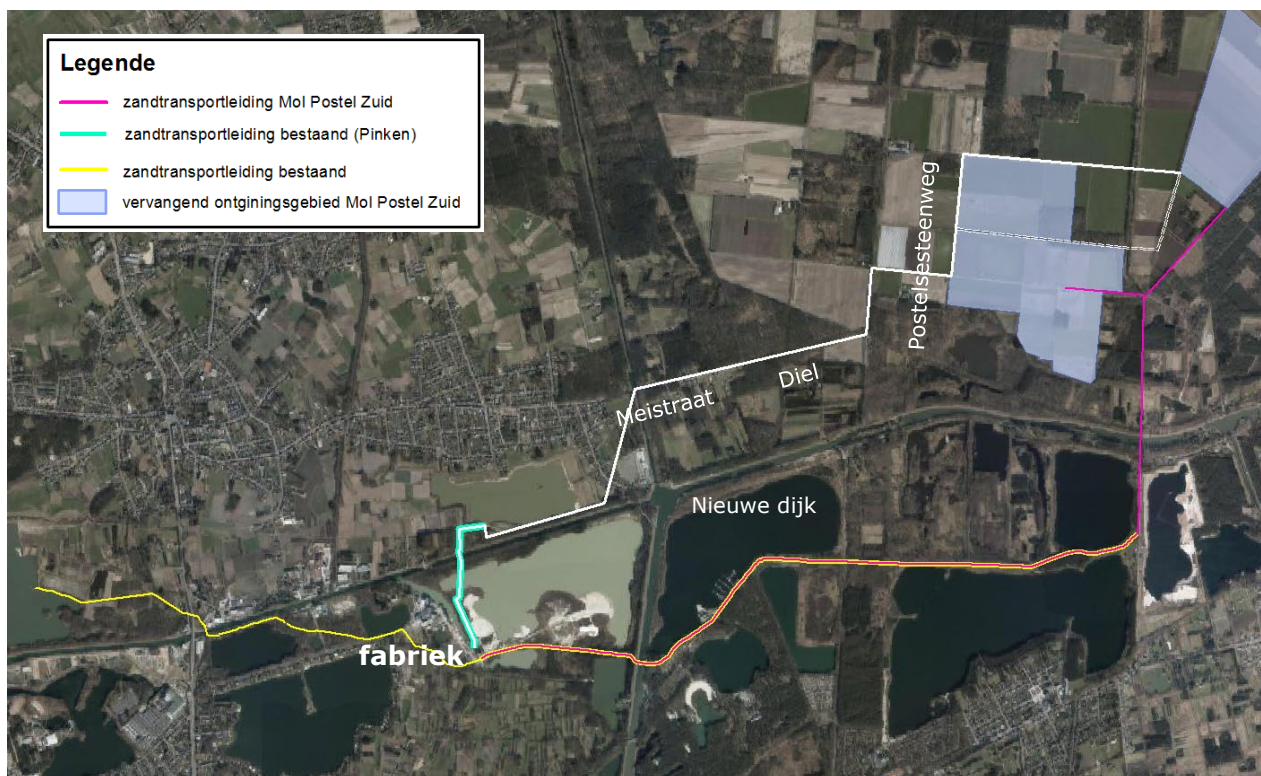 Legende
zandtransportleiding Mol Postel Zuid
zandtransportleiding bestaand (Pinken)
zandtransportleiding bestaand
vervangend ontginingsgebied Mol Postel Zuid
Postelsesteenweg
Diel
Meistraat
Nieuwe dijk
fabriek